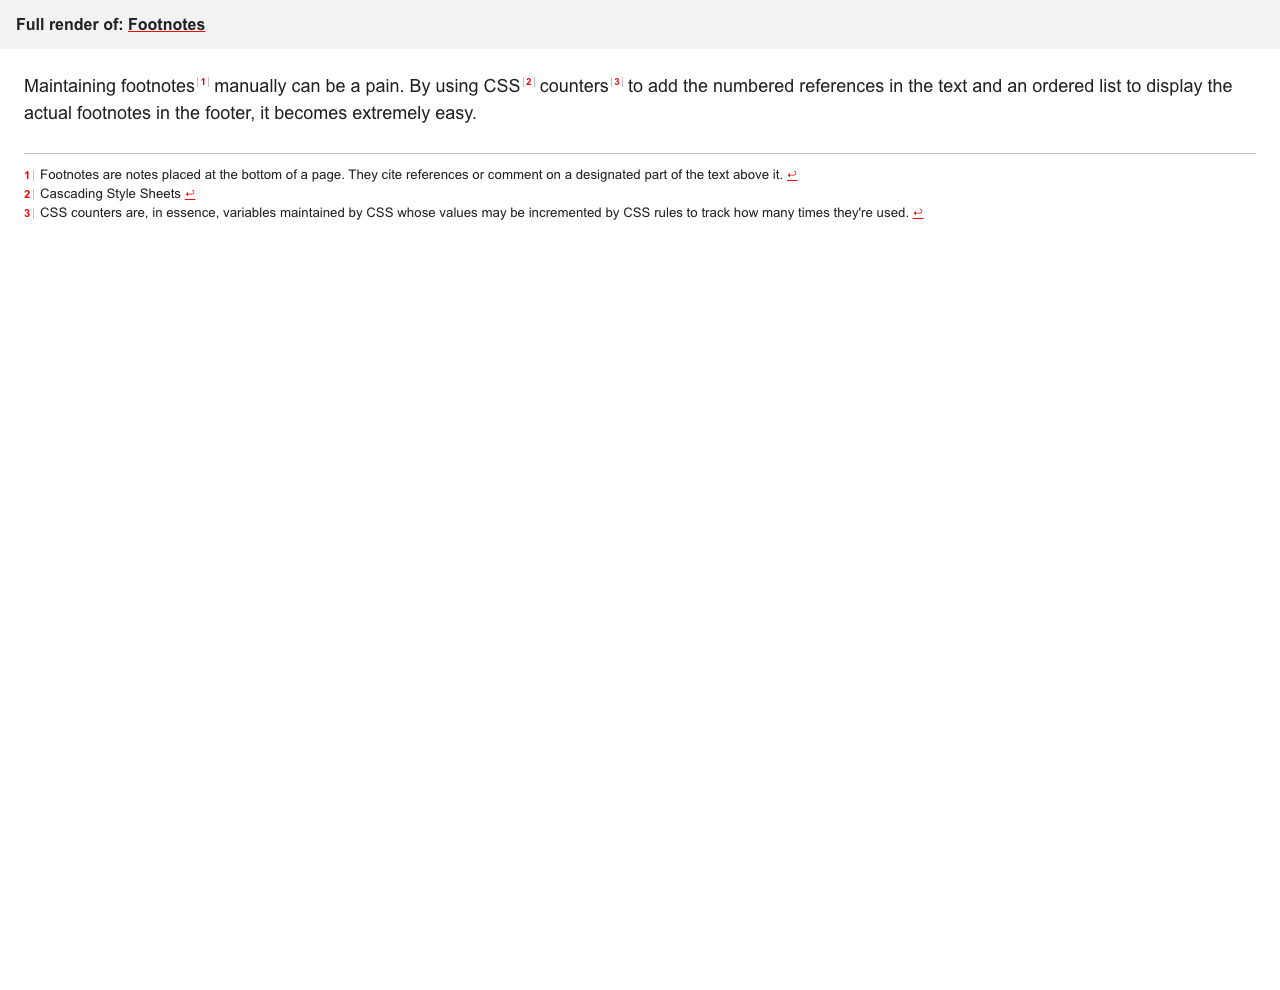 Full render of: Footnotes
Maintaining footnotes|1| manually can be a pain. By using CSS|2| counters|3| to add the numbered references in the text and an ordered list to display the
actual footnotes in the footer, it becomes extremely easy.
1| Footnotes are notes placed at the bottom of a page. They cite references or comment on a designated part of the text above it. ↩
2| Cascading Style Sheets ↩
3| CSS counters are, in essence, variables maintained by CSS whose values may be incremented by CSS rules to track how many times they're used. ↩